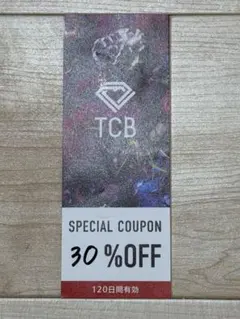 TCB
SPECIAL COUPON
30 %OFF
120日間有効